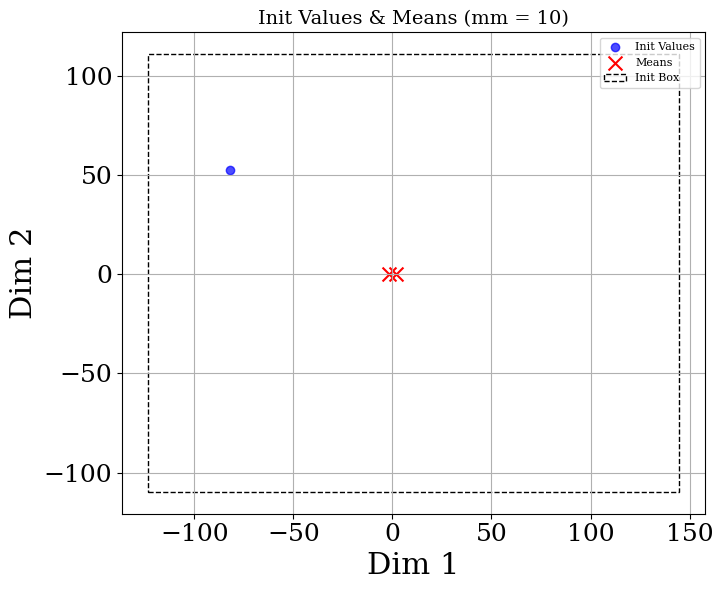 Init Values & Means (mm = 10)
Init Values
Means
Init Box
100
50
0
−50
−100
Dim 2
−100 −50 0 50 100 150
Dim 1